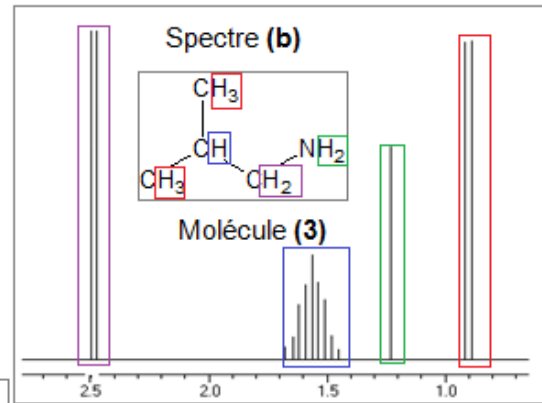 Spectre (b)
CH₃
CH NH₂
CH₃ CH₂
Molécule (3)
2.5 2.0 1.5 1.0